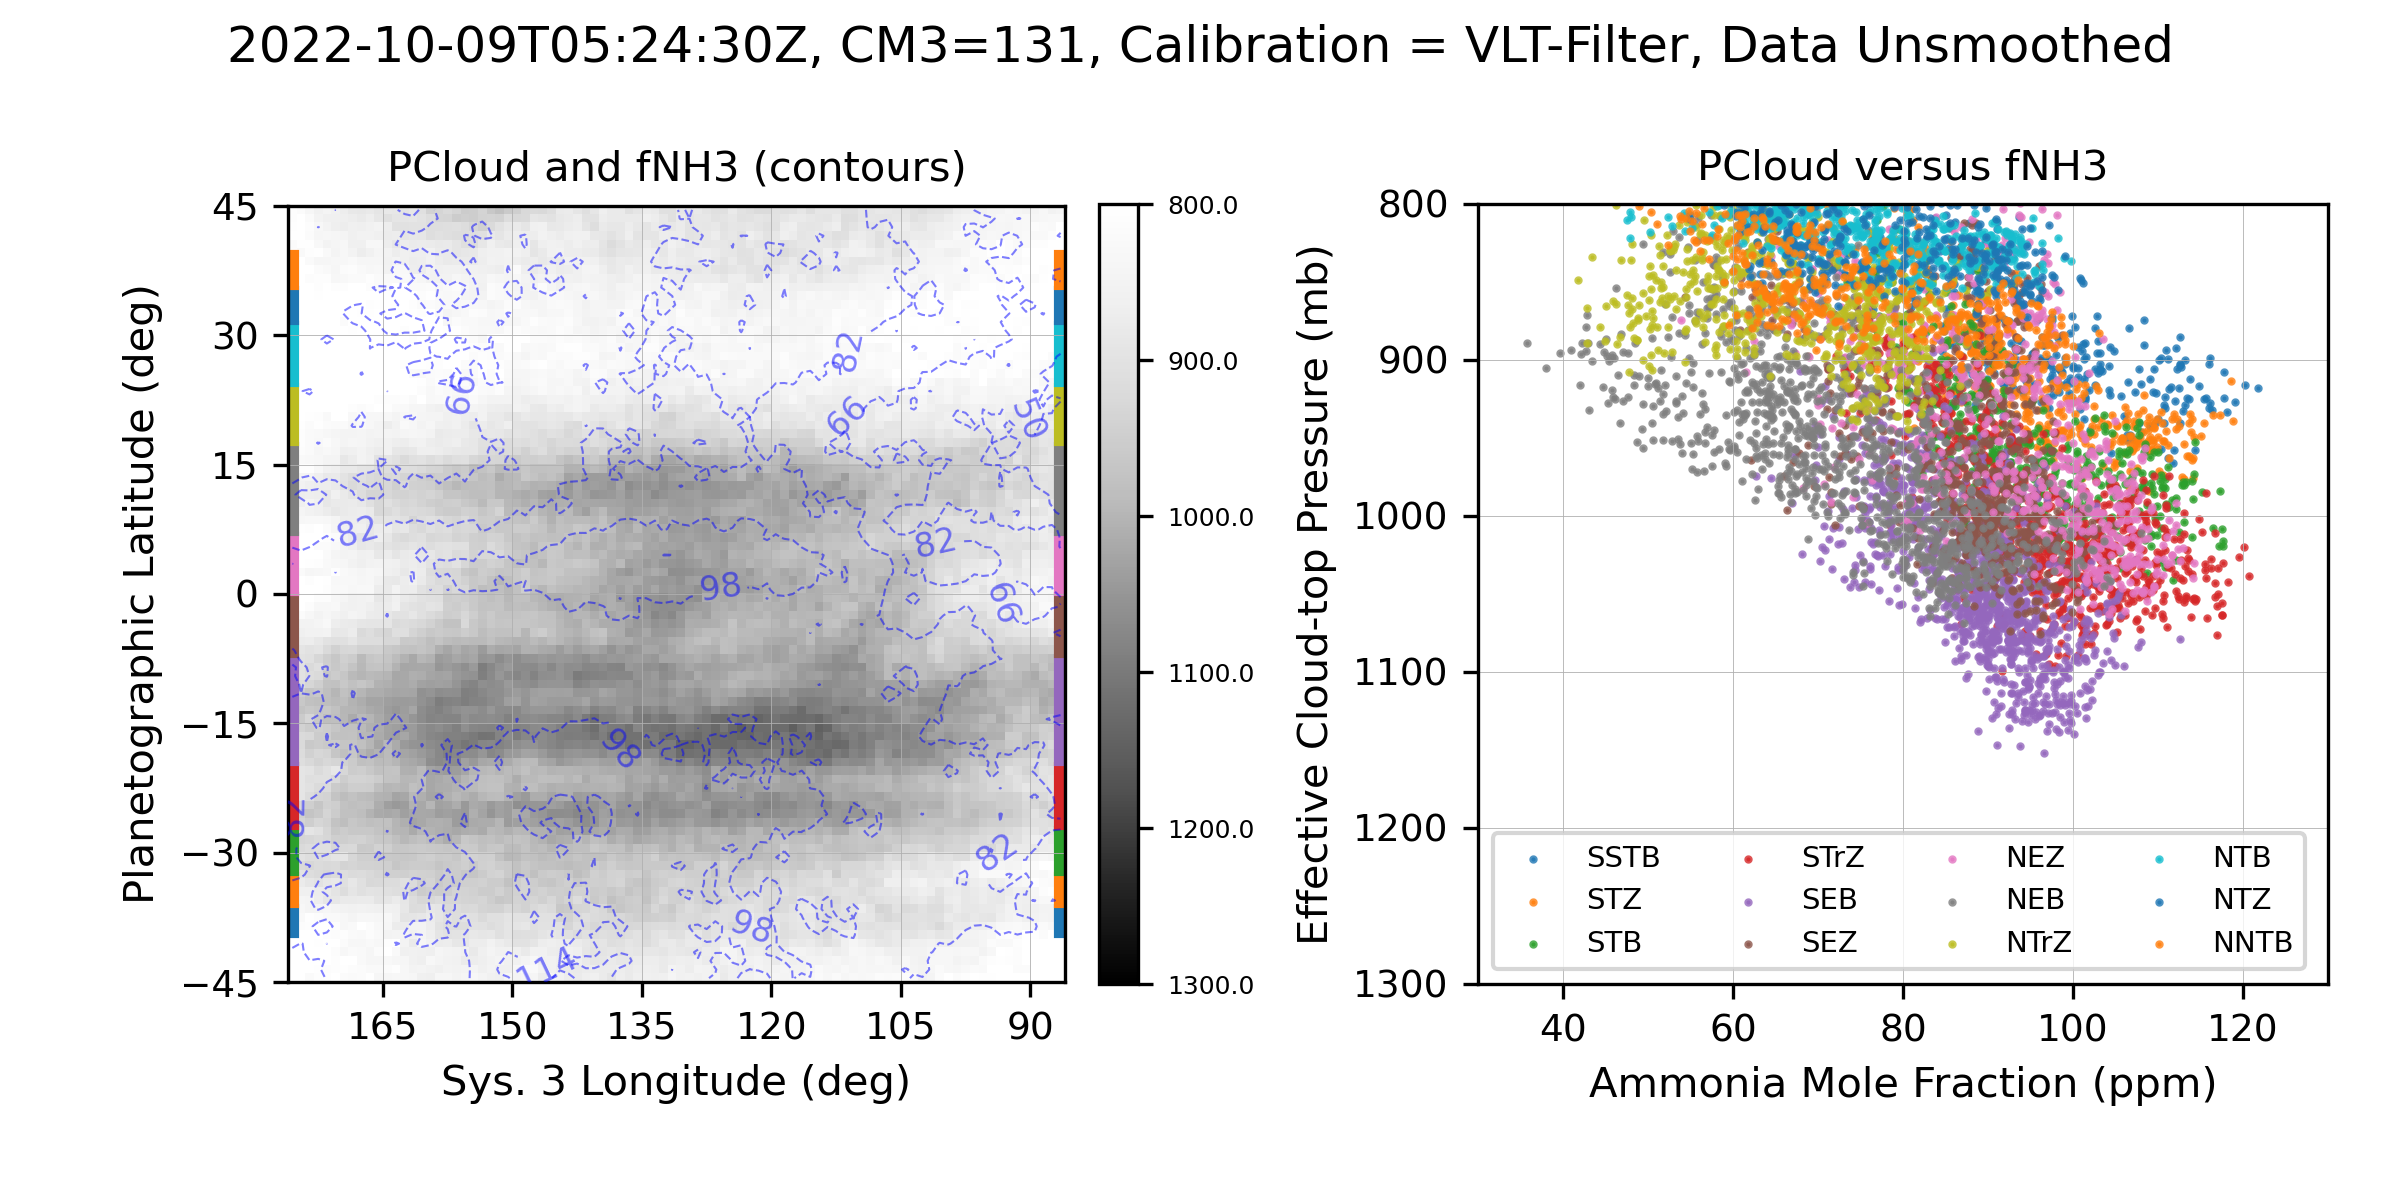 2022-10-09T05:24:30Z, CM3=131, Calibration = VLT-Filter, Data Unsmoothed
PCloud and fNH3 (contours)
Planetographic Latitude (deg)
45
30
15
0
−15
−30
−45
165
150
135
120
105
90
Sys. 3 Longitude (deg)
82
66
66
50
82
82
98
66
98
82
82
98
114
800.0
900.0
1000.0
1100.0
1200.0
1300.0
PCloud versus fNH3
Effective Cloud-top Pressure (mb)
800
900
1000
1100
1200
1300
40
60
80
100
120
Ammonia Mole Fraction (ppm)
SSTB
STZ
STB
STrZ
SEB
SEZ
NEZ
NEB
NTrZ
NTB
NTZ
NNTB